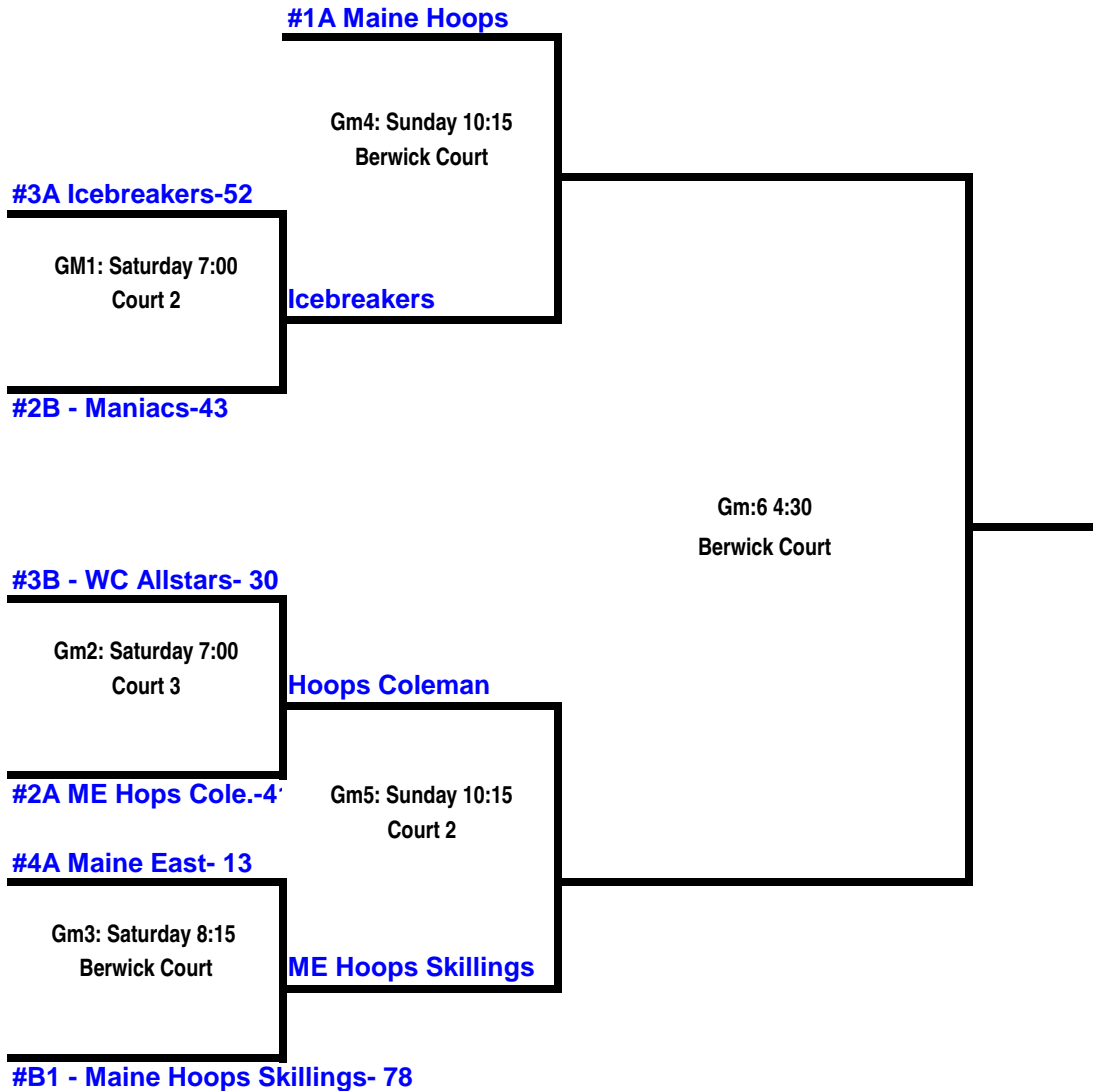 #1A Maine Hoops
Gm4: Sunday 10:15
Berwick Court
#3A Icebreakers-52
GM1: Saturday 7:00
Court 2
Icebreakers
#2B - Maniacs-43
Gm:6 4:30
Berwick Court
#3B - WC Allstars- 30
Gm2: Saturday 7:00
Court 3
Hoops Coleman
#2A ME Hops Cole.-4
Gm5: Sunday 10:15
Court 2
#4A Maine East- 13
Gm3: Saturday 8:15
Berwick Court
ME Hoops Skillings
#B1 - Maine Hoops Skillings- 78